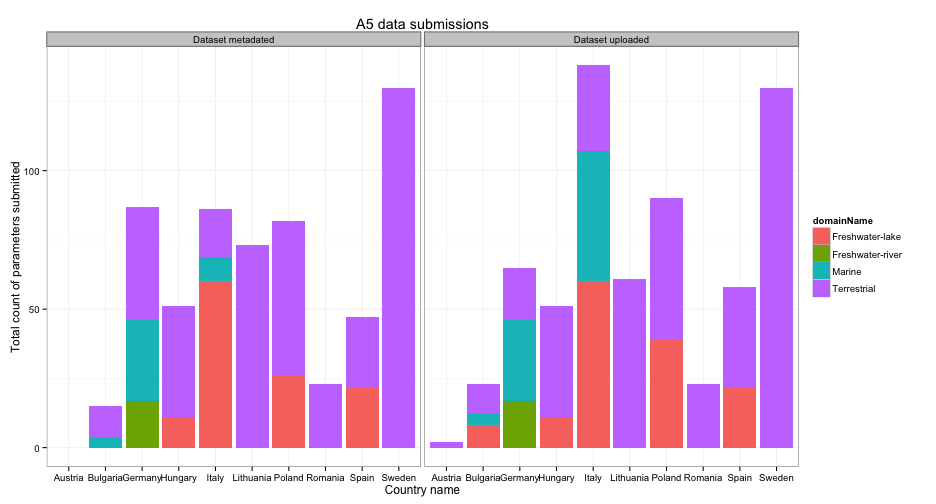 A5 data submissions
Dataset metadated
Dataset uploaded
Total count of parameters submitted
100
50
0
Austria Bulgaria Germany Hungary Italy Lithuania Poland Romania Spain Sweden
Austria Bulgaria Germany Hungary Italy Lithuania Poland Romania Spain Sweden
Country name
domainName
Freshwater-lake
Freshwater-river
Marine
Terrestrial